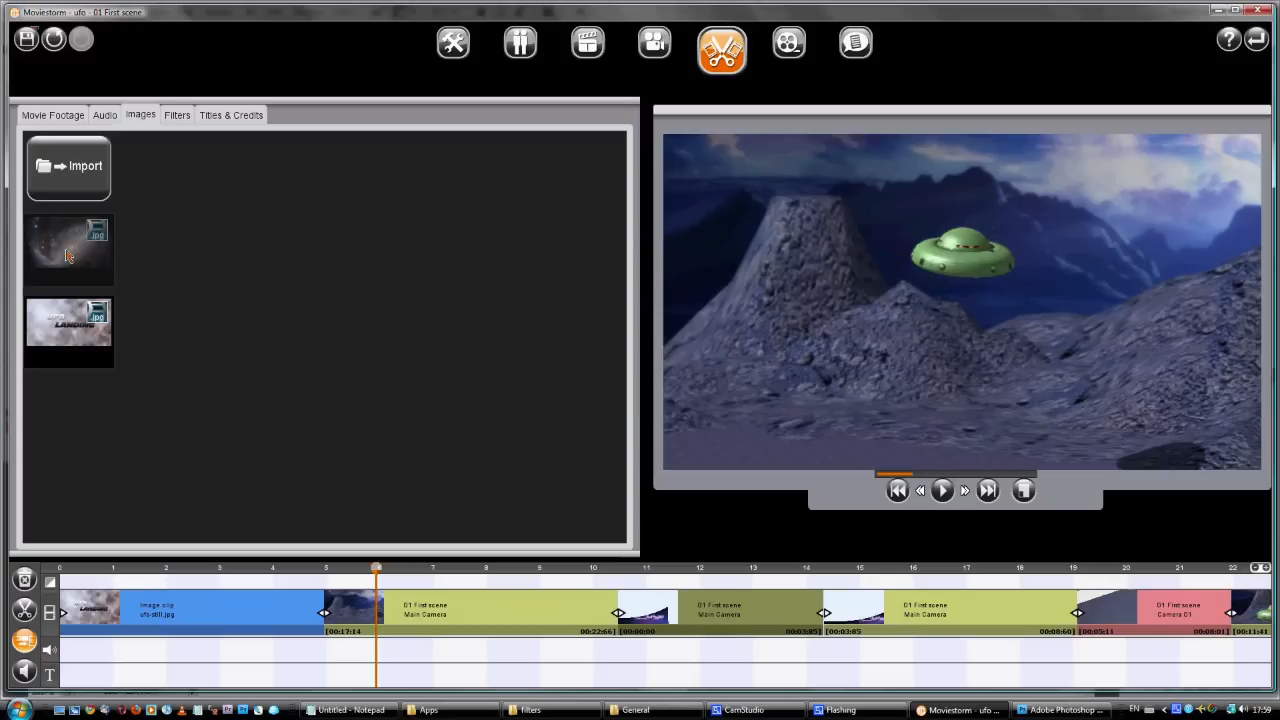 Moviestorm - ufo - 01 First scene
Movie Footage
Audio
Images
Filters
Titles & Credits
Import
.jpg
.jpg
LANDING
0 1 2 3 4 5 7 8 9 10 11 12 13 14 15 16 17 18 19 20 21 22
Image clip
ufo-still.jpg
01 First scene
Main Camera
01 First scene
Main Camera
01 First scene
Main Camera
01 First scene
Camera 01
[00:17:14
00:22:66]
[00:00:00
00:03:85]
[00:03:85
00:08:60]
[00:05:11
00:08:01]
[00:11:41
T
Untitled - Notepad
Apps
filters
General
CamStudio
Flashing
Moviestorm - ufo ...
Adobe Photoshop ...
EN
17:59